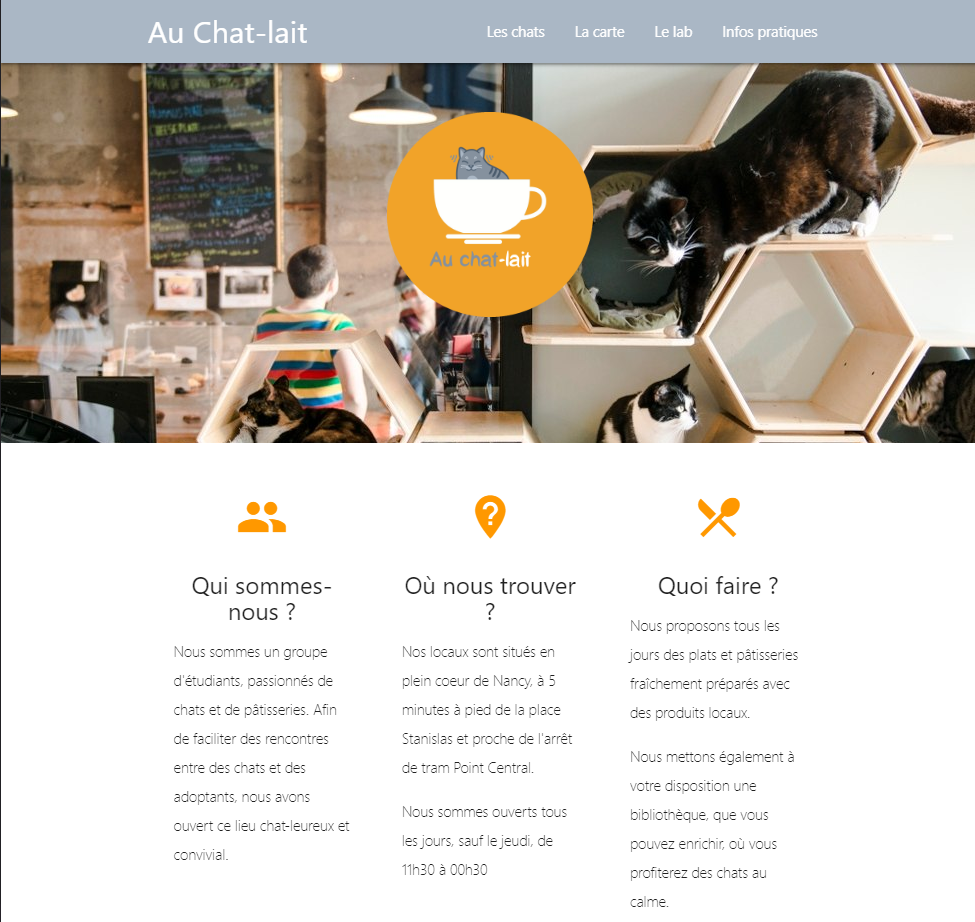 Au Chat-lait
Les chats
La carte
Le lab
Infos pratiques
CHEESE PLATE
Au chat-lait
Qui sommes-
nous ?
Nous sommes un groupe
d'étudiants, passionnés de
chats et de pâtisseries. Afin
de faciliter des rencontres
entre des chats et des
adoptants, nous avons
ouvert ce lieu chat-leureux et
convivial.
Où nous trouver
?
Nos locaux sont situés en
plein coeur de Nancy, à 5
minutes à pied de la place
Stanislas et proche de l'arrêt
de tram Point Central.
Nous sommes ouverts tous
les jours, sauf le jeudi, de
11h30 à 00h30
Quoi faire ?
Nous proposons tous les
jours des plats et pâtisseries
fraîchement préparés avec
des produits locaux.
Nous mettons également à
votre disposition une
bibliothèque, que vous
pouvez enrichir, où vous
profiterez des chats au
calme.